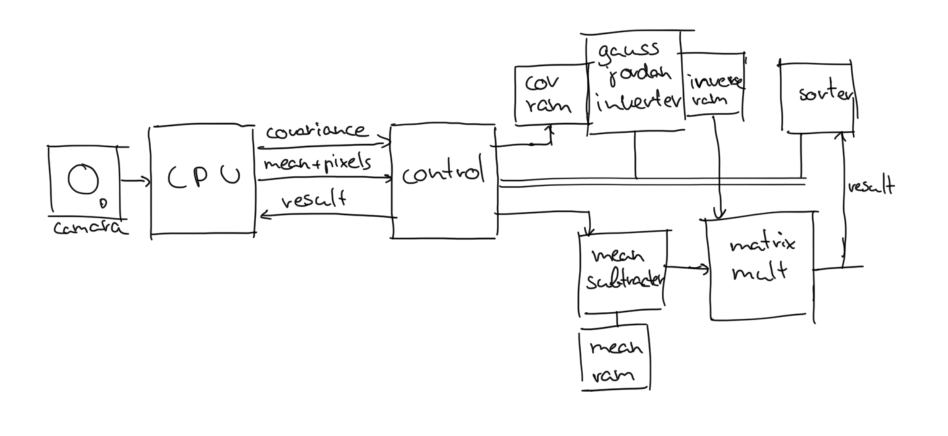 camara
CPU
covariance
mean+pixels
result
control
cov
ram
gauss
jordan
inverter
inverse
ram
sorter
result
mean
subtracter
mean
ram
matrix
mult